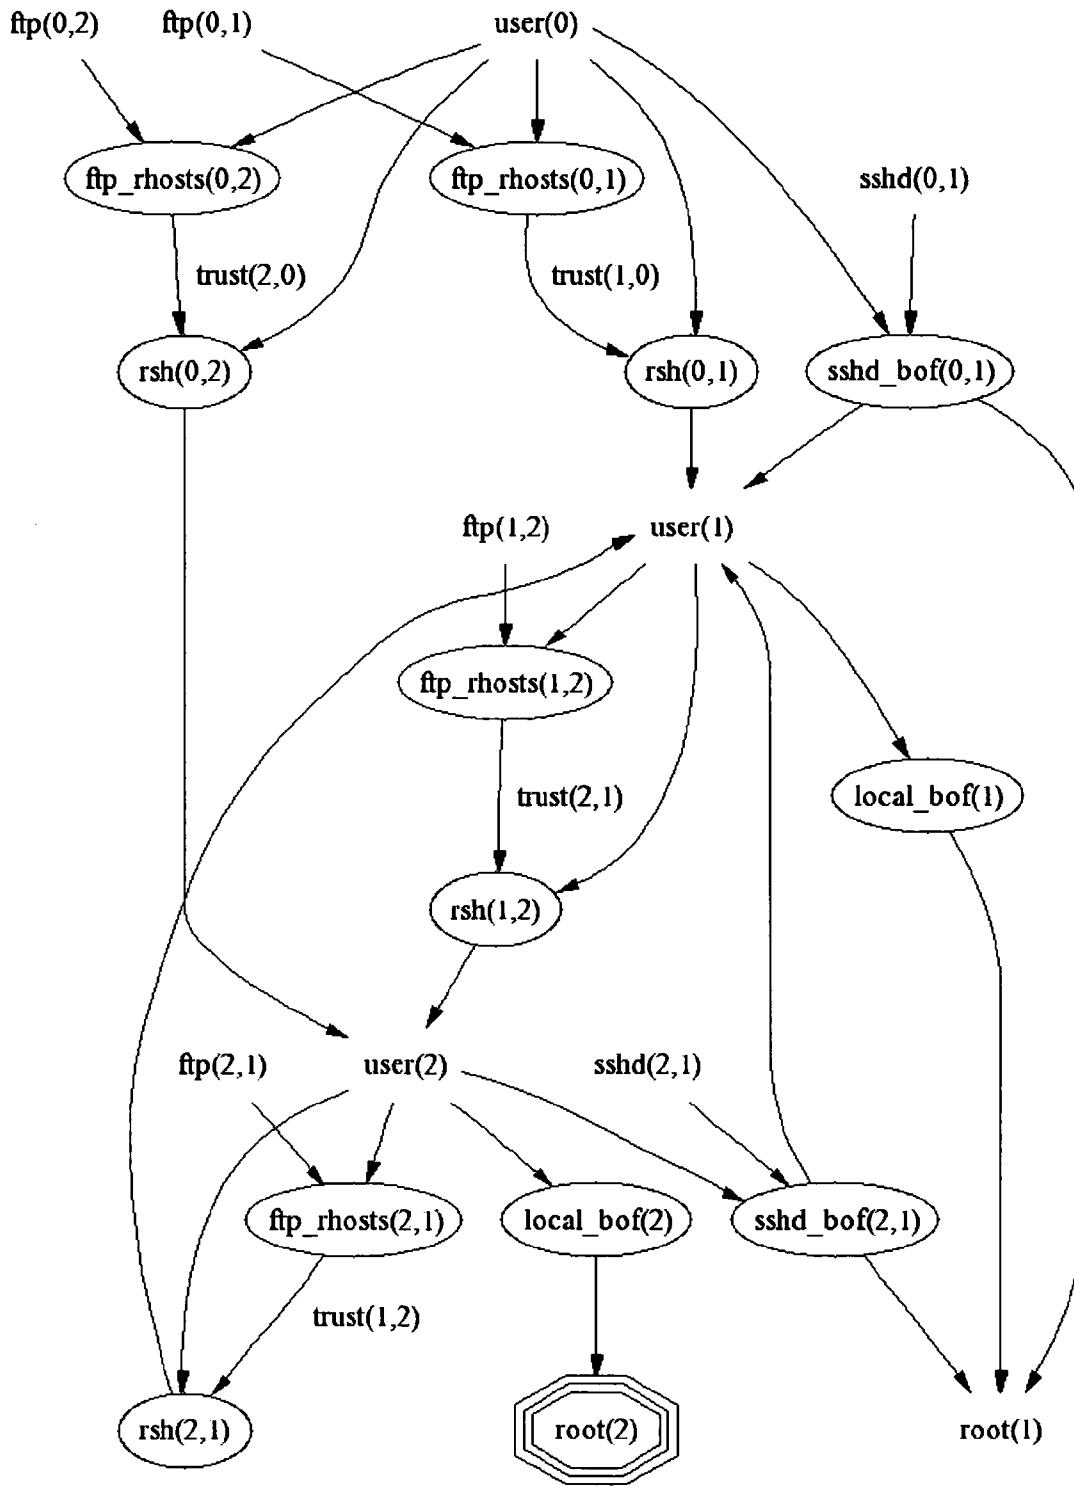 ftp(0,2) ftp(0,1) user(0)
ftp_rhosts(0,2) ftp_rhosts(0,1) sshd(0,1)
trust(2,0) trust(1,0)
rsh(0,2) rsh(0,1) sshd_bof(0,1)
ftp(1,2) user(1)
ftp_rhosts(1,2)
trust(2,1) local_bof(1)
rsh(1,2)
ftp(2,1) user(2) sshd(2,1)
ftp_rhosts(2,1) local_bof(2) sshd_bof(2,1)
trust(1,2)
rsh(2,1) root(2) root(1)